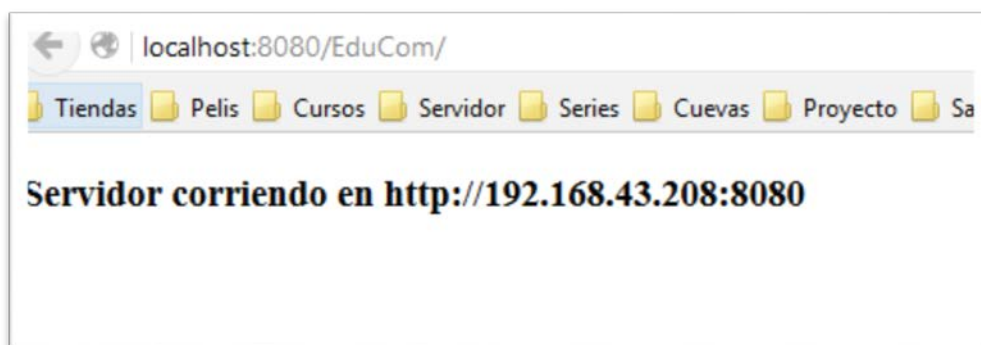 localhost:8080/EduCom/
Tiendas Pelis Cursos Servidor Series Cuevas Proyecto Sa
Servidor corriendo en http://192.168.43.208:8080